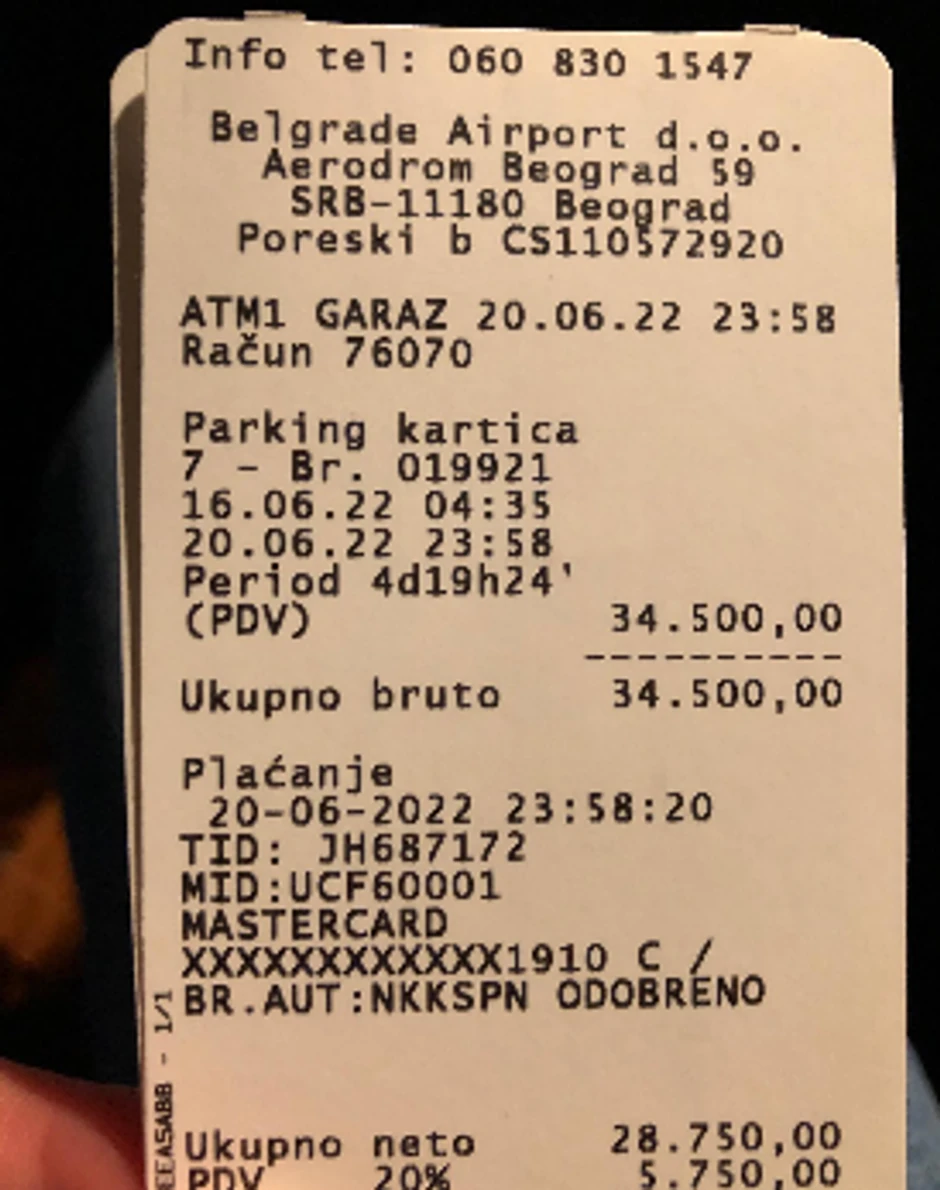 Info tel: 060 830 1547
Belgrade Airport d.o.o.
Aerodrom Beograd 59
SRB-11180 Beograd
Poreski b CS110572920
ATM1 GARAZ 20.06.22 23:58
Račun 76070
Parking kartica
7 - Br. 019921
16.06.22 04:35
20.06.22 23:58
Period 4d19h24'
(PDV) 34.500,00
----------
Ukupno bruto 34.500,00
Plaćanje
20-06-2022 23:58:20
TID: JH687172
MID:UCF60001
MASTERCARD
XXXXXXXXXXXX1910 C /
BR.AUT:NKKSPN ODOBRENO
Ukupno neto 28.750,00
PDV 20% 5.750,00
1/1